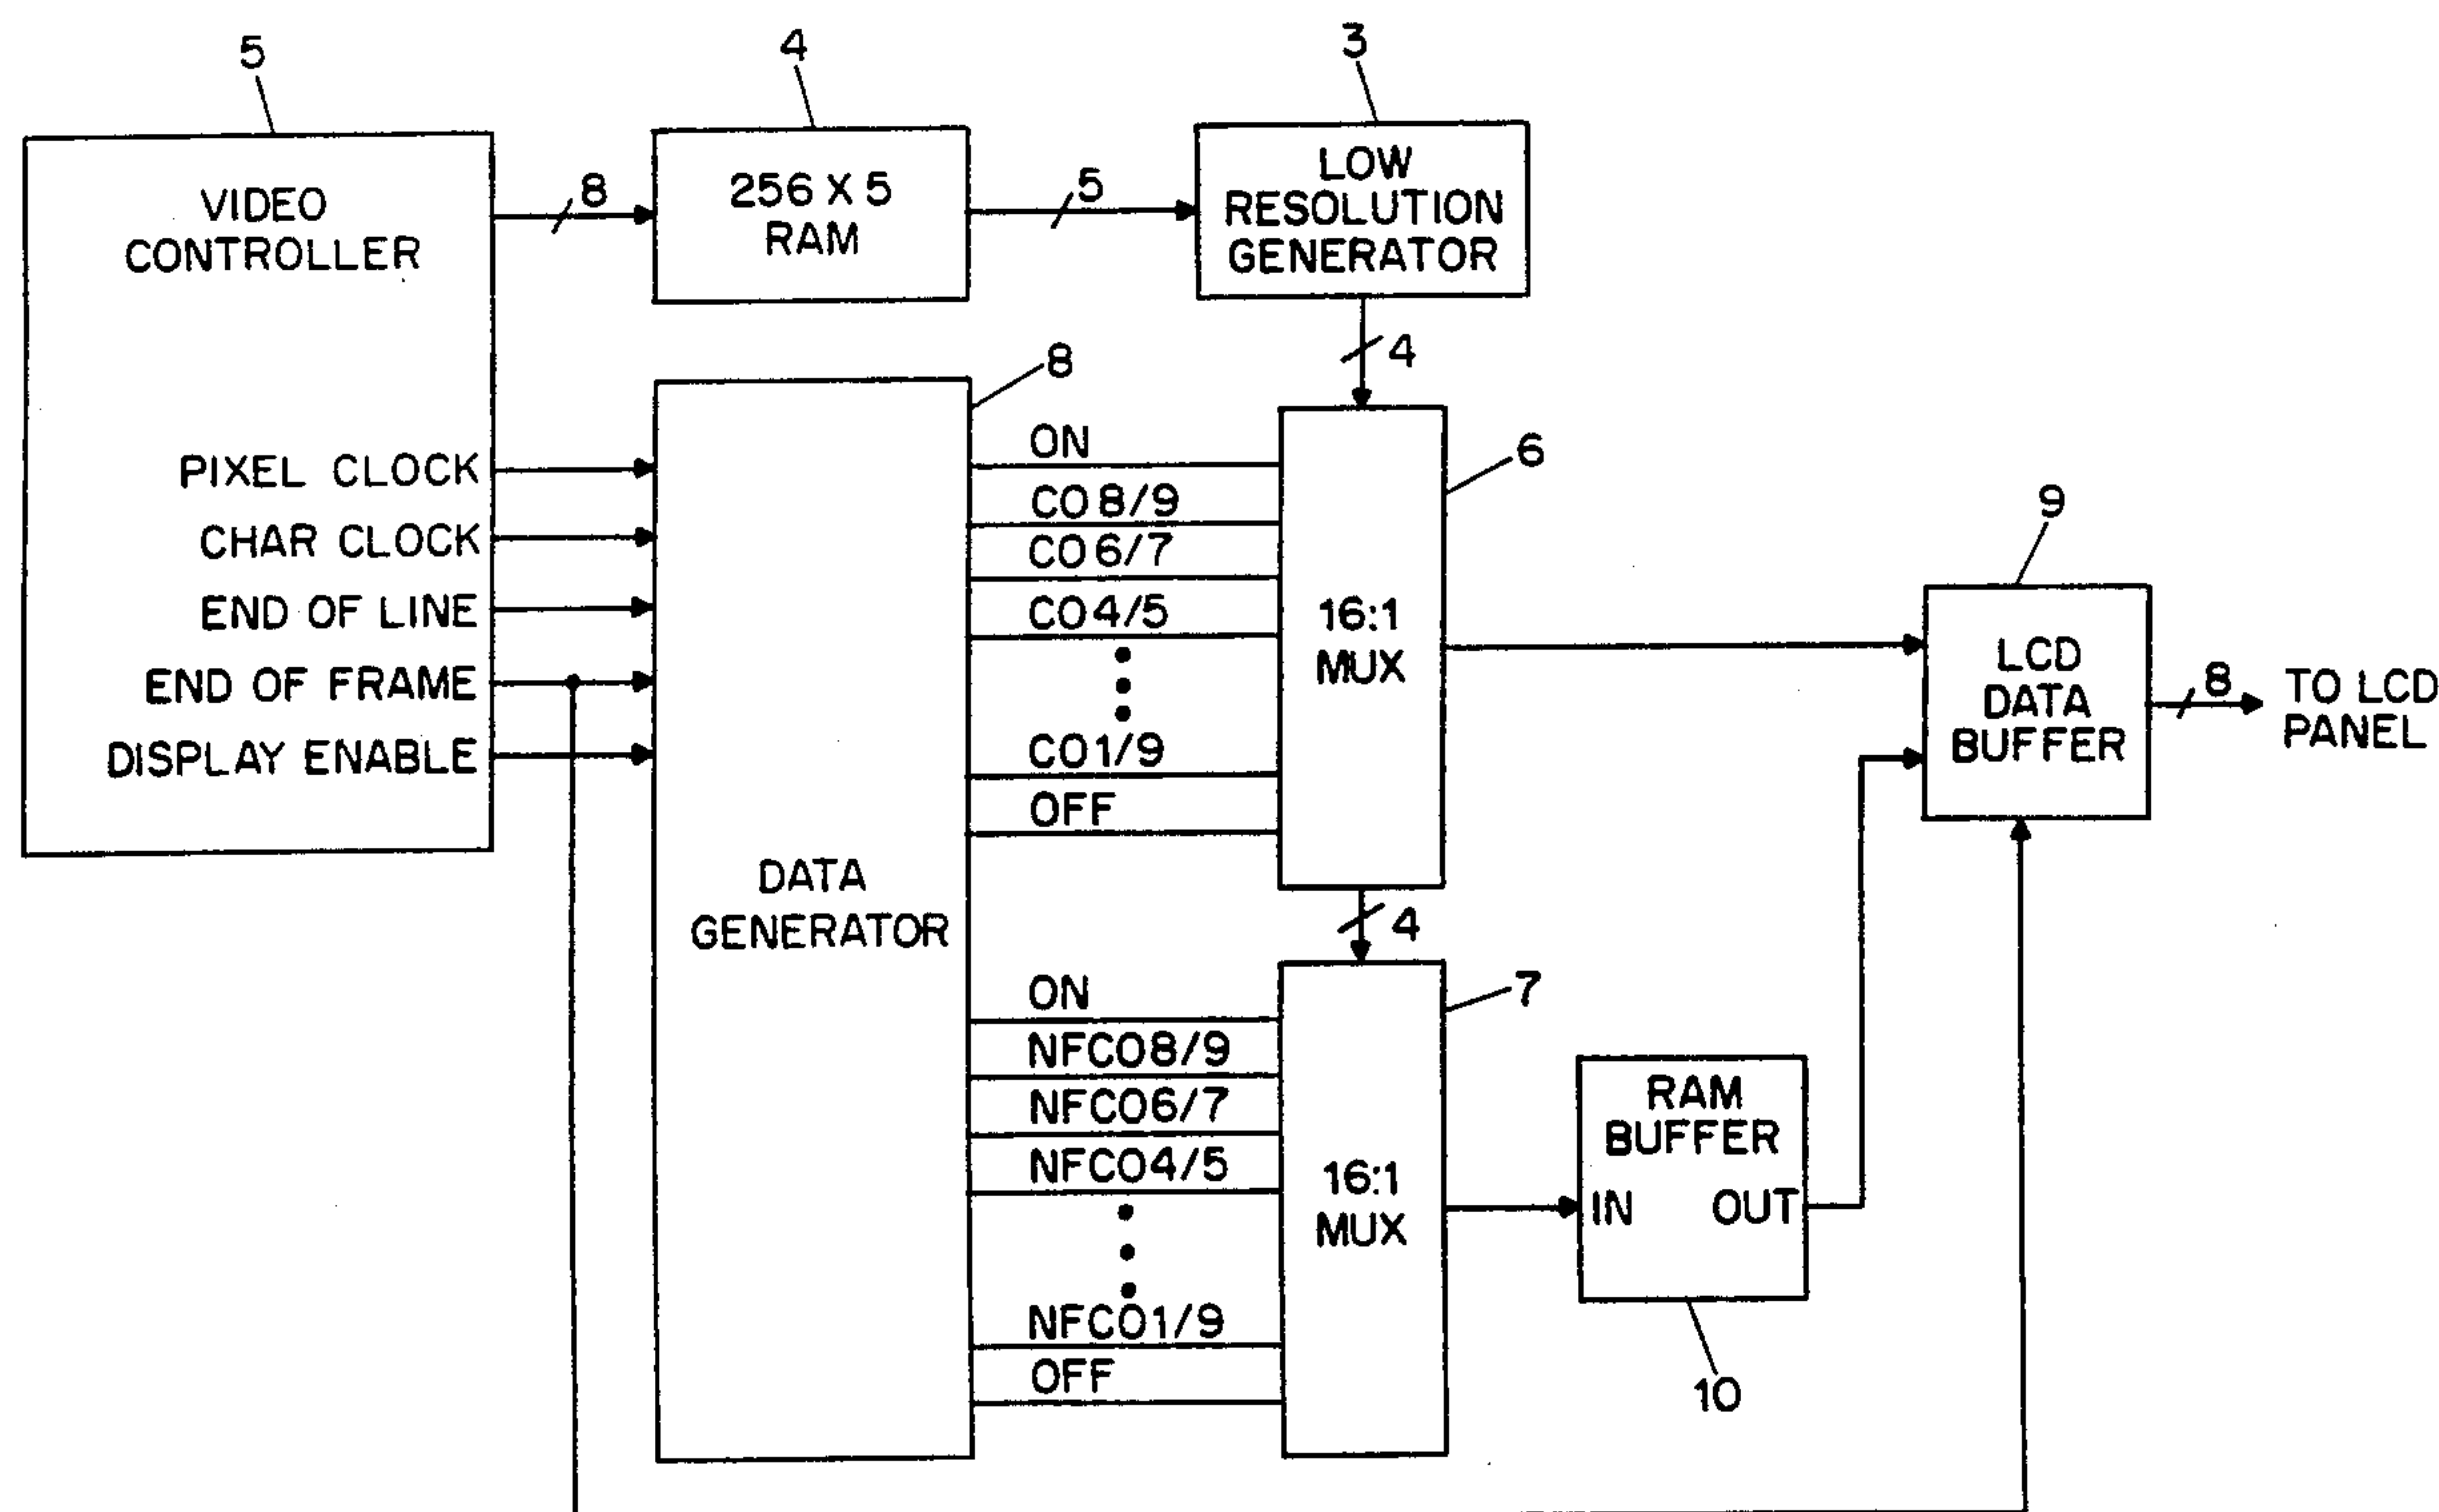 5
4
3
VIDEO
CONTROLLER
8
256 X 5
RAM
5
LOW
RESOLUTION
GENERATOR
4
8
PIXEL CLOCK
CHAR CLOCK
END OF LINE
END OF FRAME
DISPLAY ENABLE
DATA
GENERATOR
ON
CO8/9
CO6/7
CO4/5
CO1/9
OFF
16:1
MUX
6
4
ON
NFCO8/9
NFCO6/7
NFCO4/5
NFCO1/9
OFF
16:1
MUX
7
RAM
BUFFER
IN OUT
10
9
LCD
DATA
BUFFER
8
TO LCD
PANEL